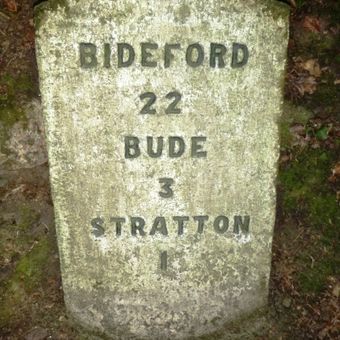 BIDEFORD
22
BUDE
3
STRATTON
1